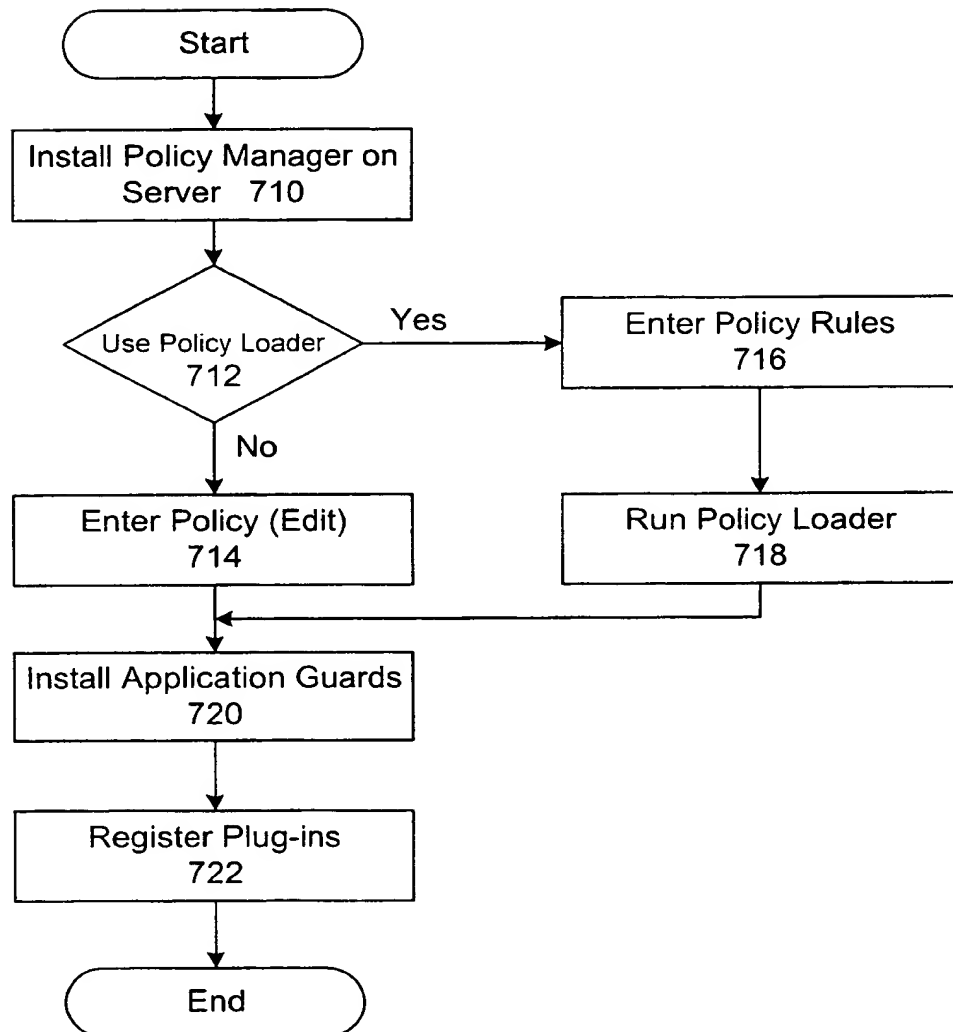 Start
Install Policy Manager on
Server 710
Use Policy Loader
712
Yes
No
Enter Policy Rules
716
Enter Policy (Edit)
714
Run Policy Loader
718
Install Application Guards
720
Register Plug-ins
722
End